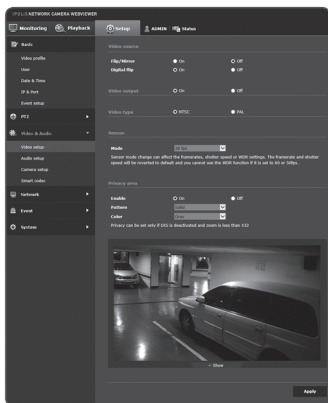 iPOLiS NETWORK CAMERA-WEBVIEWER
Monitoring Playback Setup ADMIN Status
Basic
Video profile
User
Date & Time
IP & Port
Event setup
PTZ
Video & Audio
Video setup
Audio setup
Camera setup
Smart codec
Network
Event
System
Video source
Flip/Mirror On Off
Digital flip On Off
Video output On Off
Video type NTSC PAL
Sensor
Mode
Sensor mode change can affect the framerates, shutter speed or WDR settings. The framerate and shutter
speed will be reverted to default and you cannot use the WDR function if it is set to 60 or 50fps.
Privacy area
Enable On Off
Pattern Solid
Color Gray
Privacy can be set only if DIS is deactivated and zoom is less than X32
Show
Apply